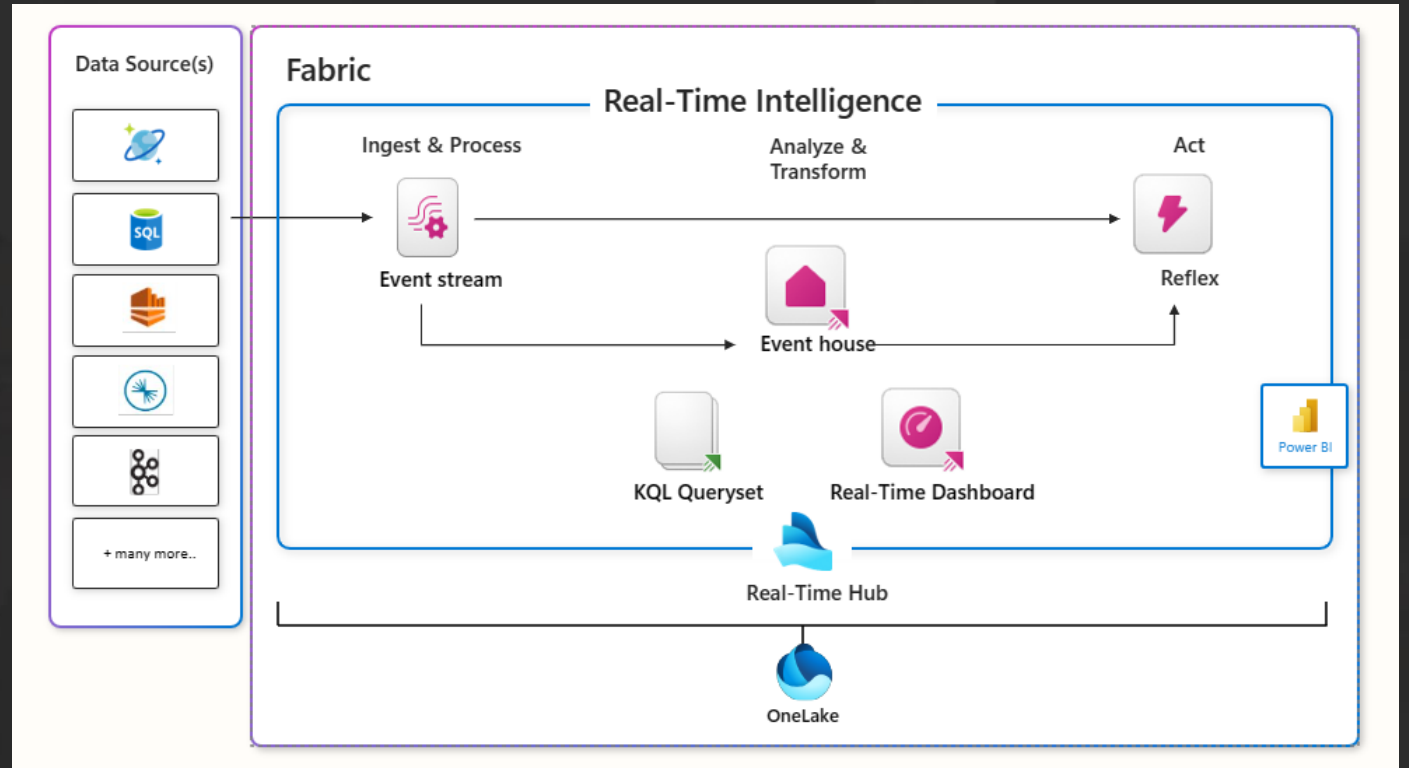 Data Source(s)
SQL
+ many more..
Fabric
Real-Time Intelligence
Ingest & Process
Event stream
Analyze &
Transform
Event house
Act
Reflex
KQL Queryset
Real-Time Dashboard
Power BI
Real-Time Hub
OneLake